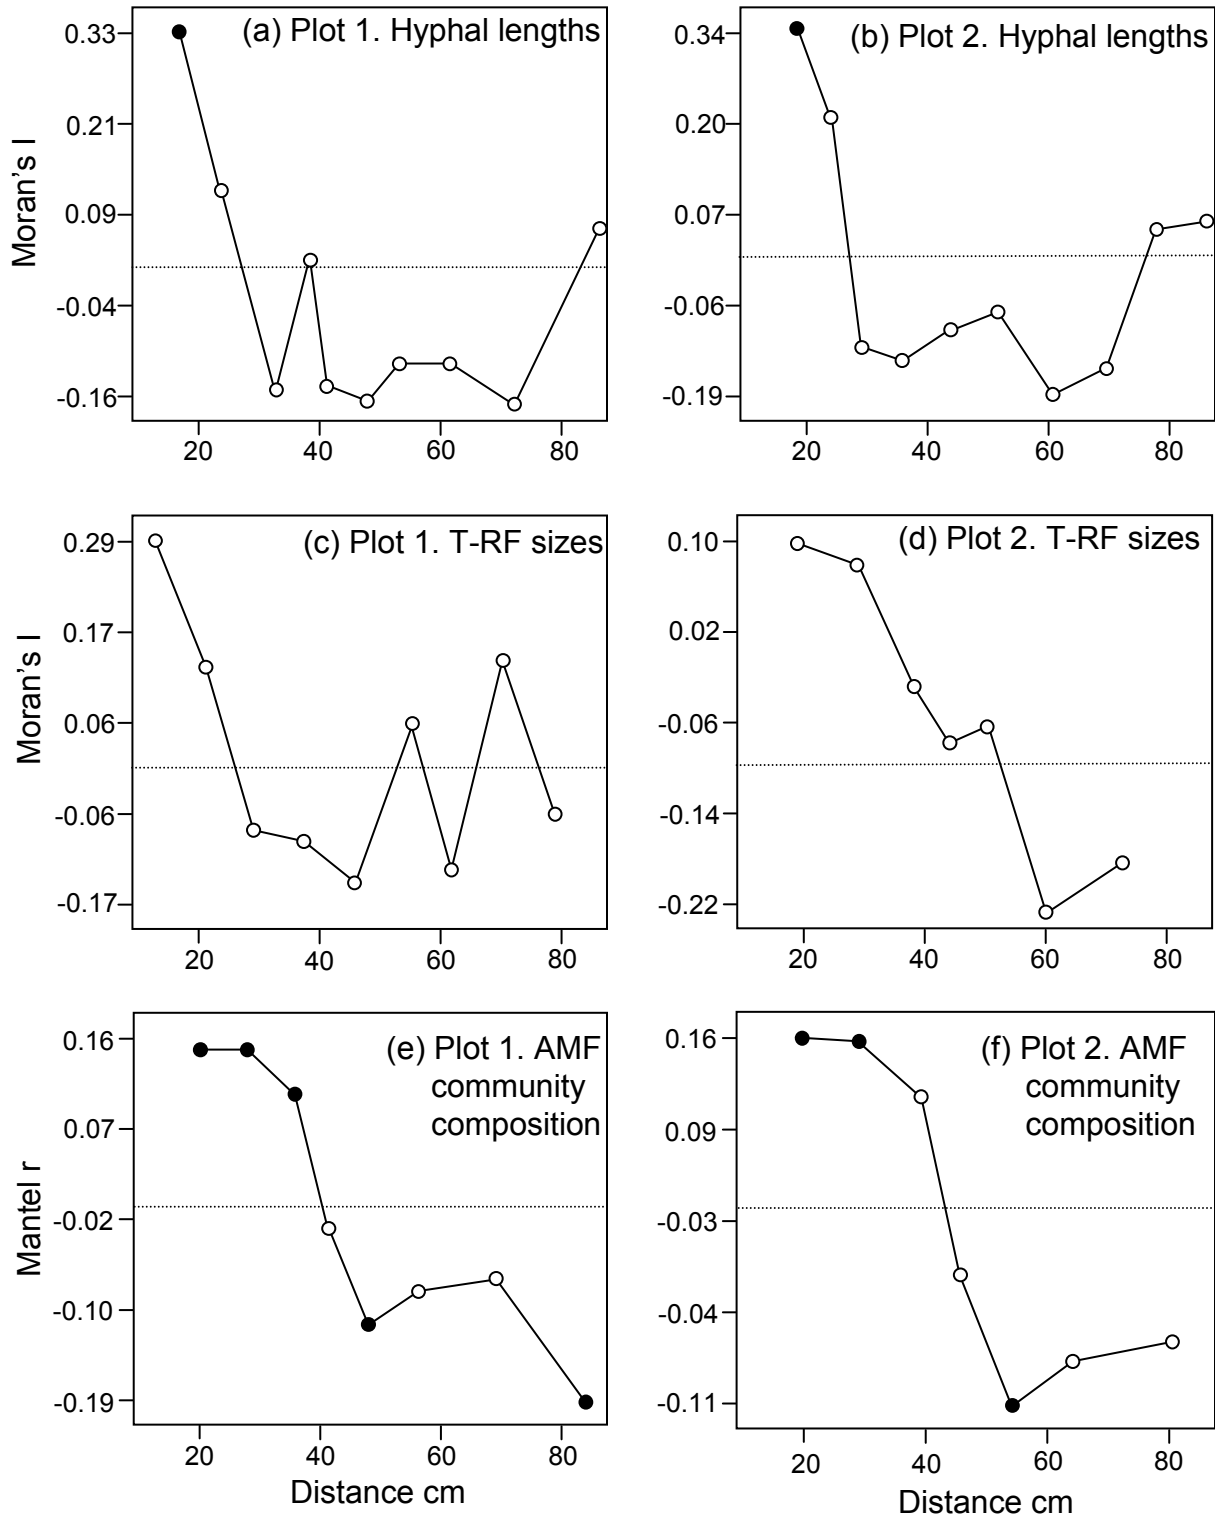 (a) Plot 1. Hyphal lengths
Moran's I
0.33
0.21
0.09
-0.04
-0.16
20 40 60 80
(b) Plot 2. Hyphal lengths
0.34
0.20
0.07
-0.06
-0.19
20 40 60 80
(c) Plot 1. T-RF sizes
Moran's I
0.29
0.17
0.06
-0.06
-0.17
20 40 60 80
(d) Plot 2. T-RF sizes
0.10
0.02
-0.06
-0.14
-0.22
20 40 60 80
(e) Plot 1. AMF
community
composition
Mantel r
0.16
0.07
-0.02
-0.10
-0.19
20 40 60 80
Distance cm
(f) Plot 2. AMF
community
composition
0.16
0.09
-0.03
-0.04
-0.11
20 40 60 80
Distance cm